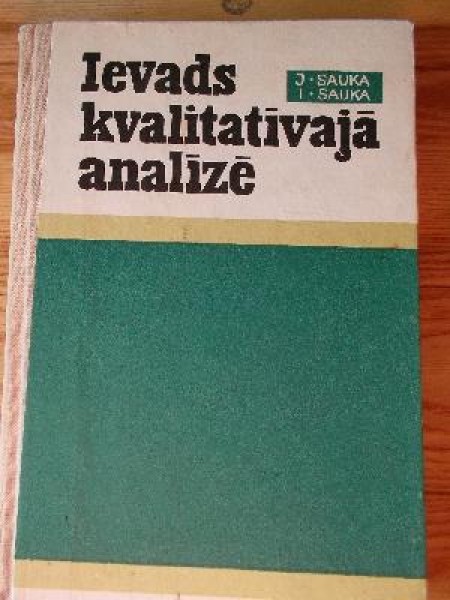 Ievads
J·SAUKA
I·SAUKA
kvalitatīvajā
analīzē